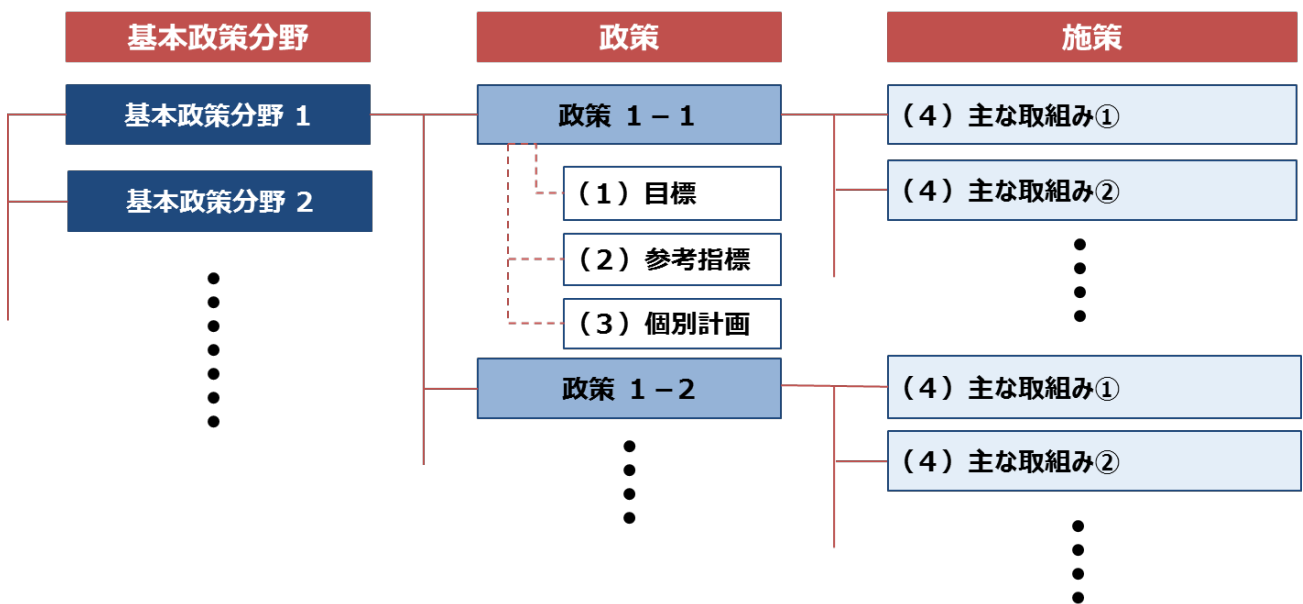 基本政策分野
政策
施策
基本政策分野 1
政策 1－1
（4）主な取組み①
基本政策分野 2
（1）目標
（4）主な取組み②
（2）参考指標
（3）個別計画
政策 1－2
（4）主な取組み①
（4）主な取組み②